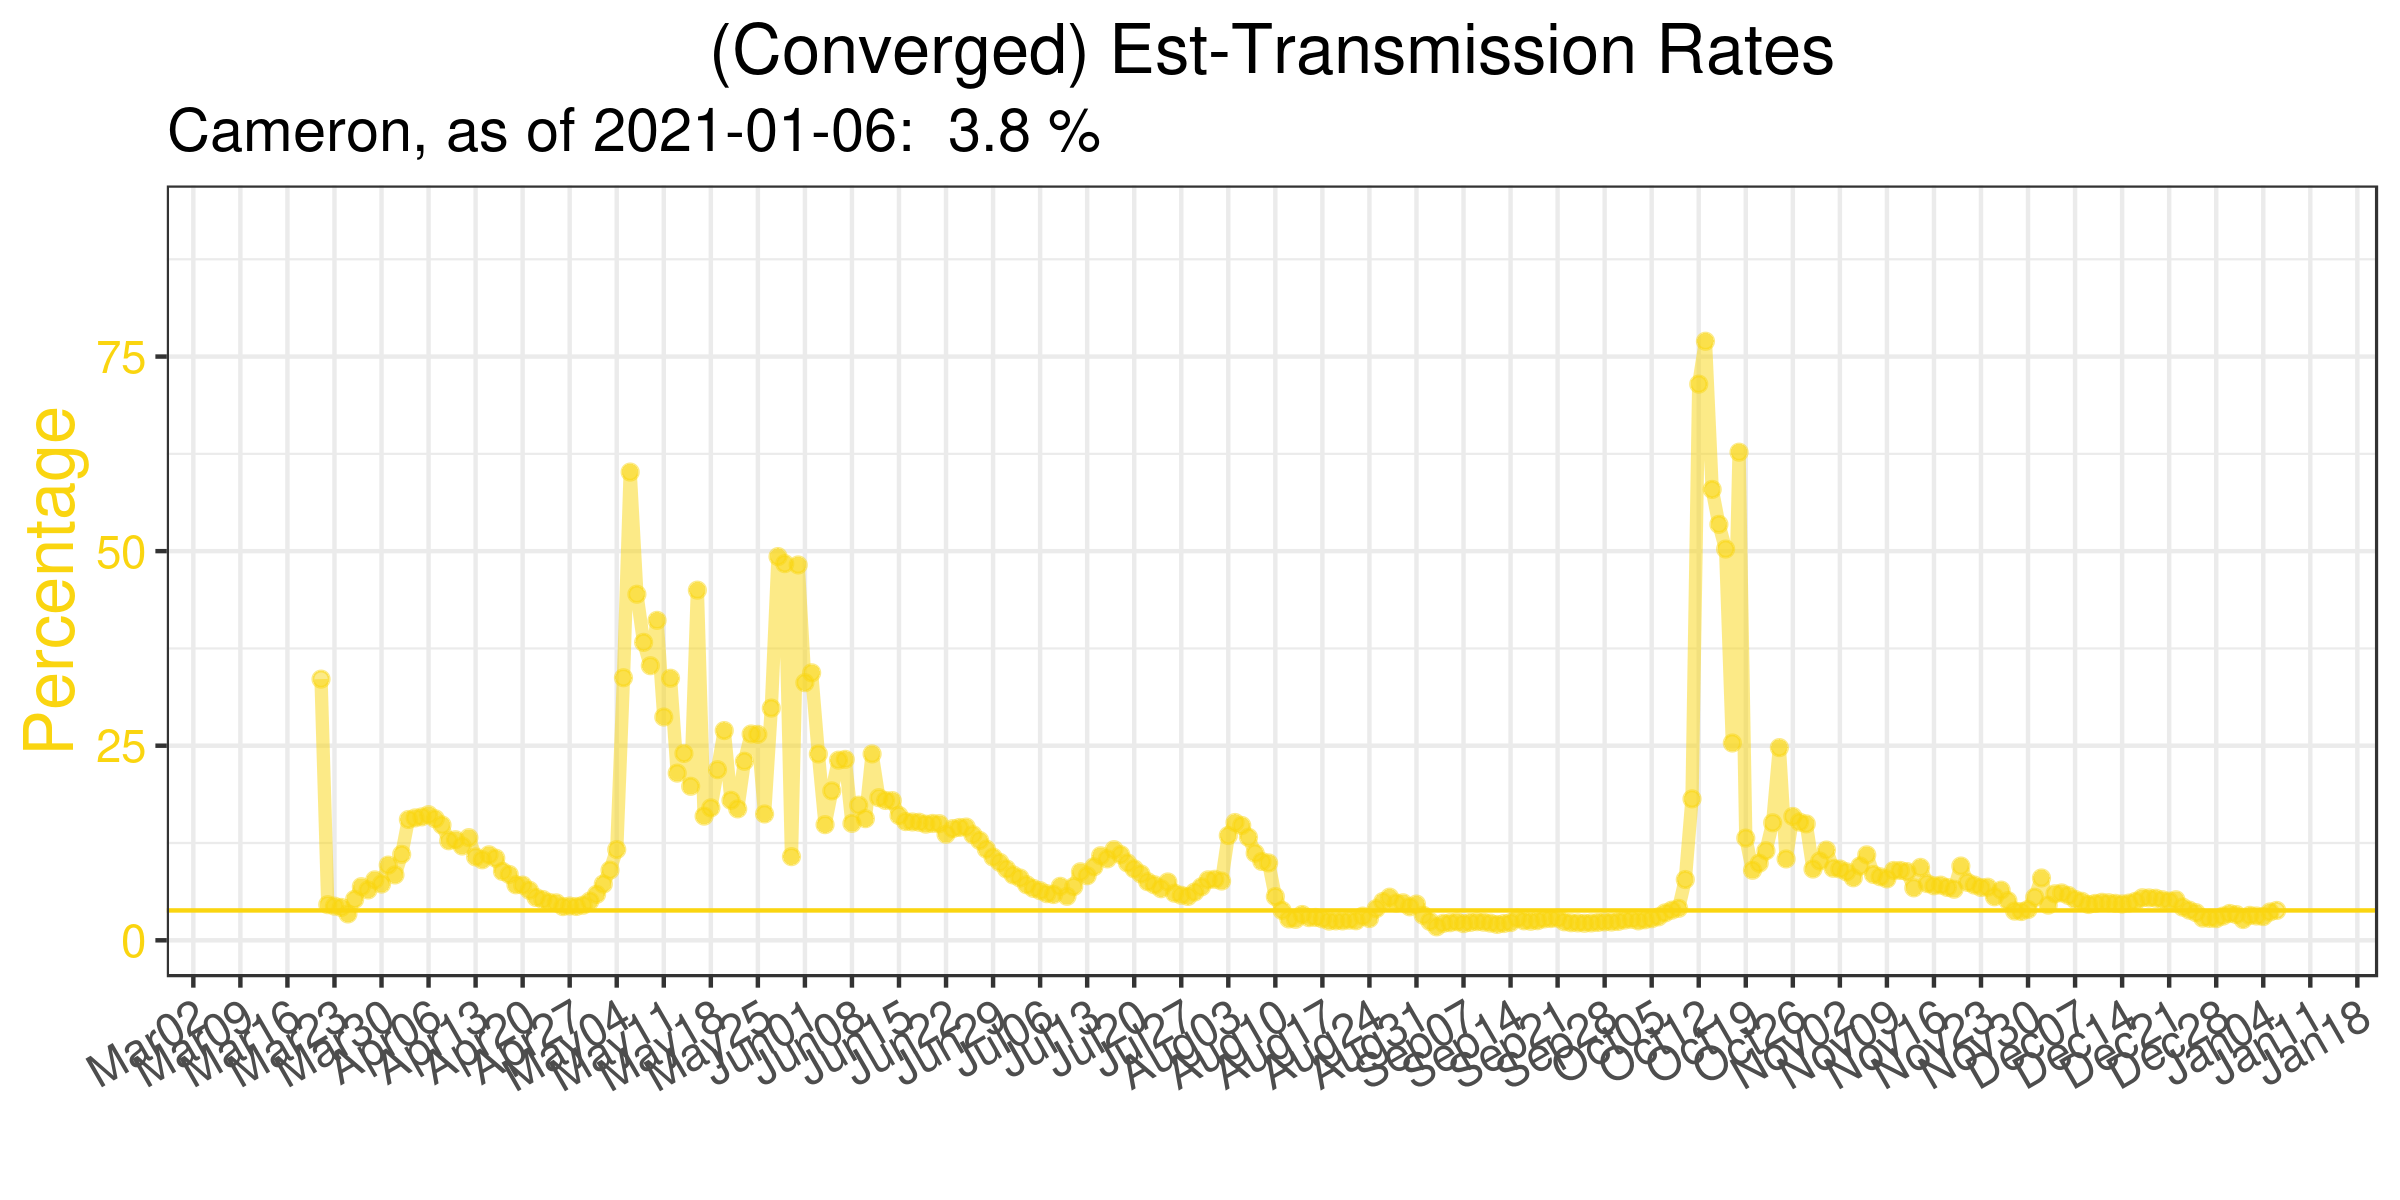 (Converged) Est-Transmission Rates
Cameron, as of 2021-01-06:  3.8 %
Percentage
75
50
25
0
Mar02
Mar09
Mar16
Mar23
Mar30
Apr06
Apr13
Apr20
Apr27
May04
May11
May18
May25
Jun01
Jun08
Jun15
Jun22
Jun29
Jul06
Jul13
Jul20
Jul27
Aug03
Aug10
Aug17
Aug24
Aug31
Sep07
Sep14
Sep21
Sep28
Oct05
Oct12
Oct19
Oct26
Nov02
Nov09
Nov16
Nov23
Nov30
Dec07
Dec14
Dec21
Dec28
Jan04
Jan11
Jan18